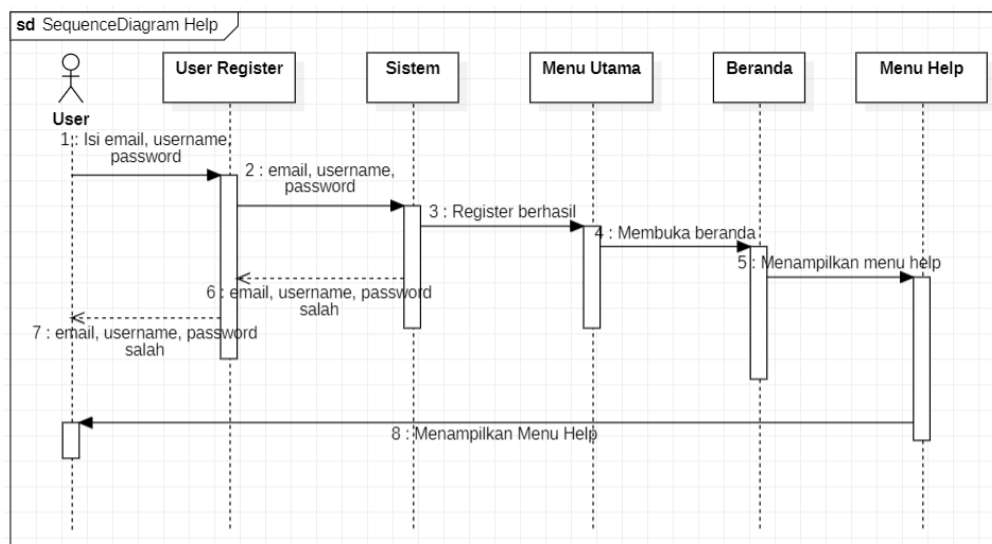 sd SequenceDiagram Help
User Register
Sistem
Menu Utama
Beranda
Menu Help
User
1 : Isi email, username,
password
2 : email, username,
password
3 : Register berhasil
4 : Membuka beranda
5 : Menampilkan menu help
6 : email, username, password
salah
7 : email, username, password
salah
8 : Menampilkan Menu Help